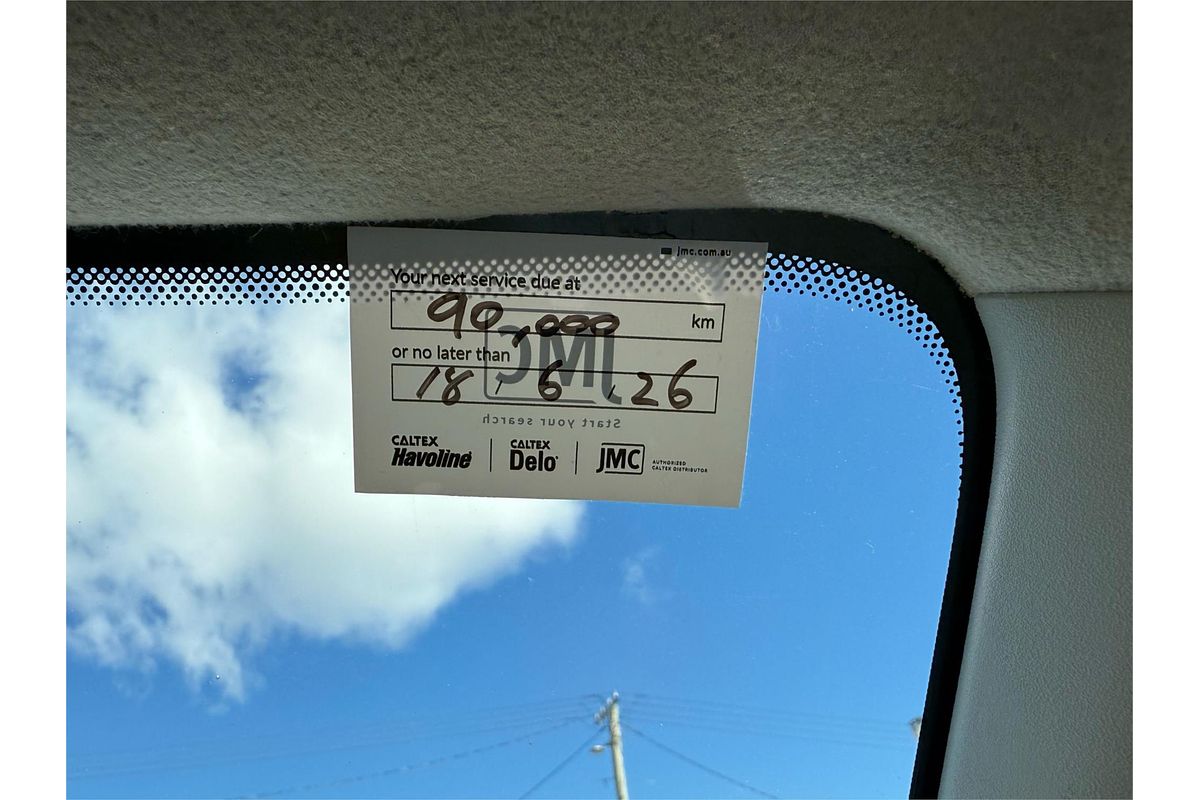 jmc.com.au
Your next service due at
90,000 km
or no later than
18, 6, 26
JMC
Start your search
CALTEX Havoline
CALTEX Delo
JMC AUTHORIZED CALTEX DISTRIBUTOR